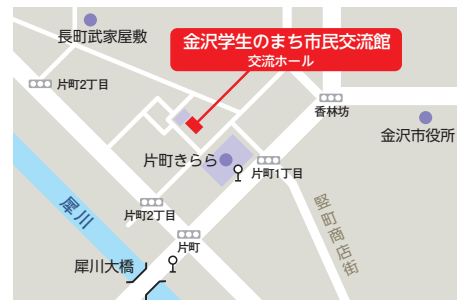 長町武家屋敷
金沢学生のまち市民交流館
交流ホール
片町2丁目
香林坊
金沢市役所
片町きらら
片町1丁目
片町2丁目
竪町商店街
犀川
片町
犀川大橋